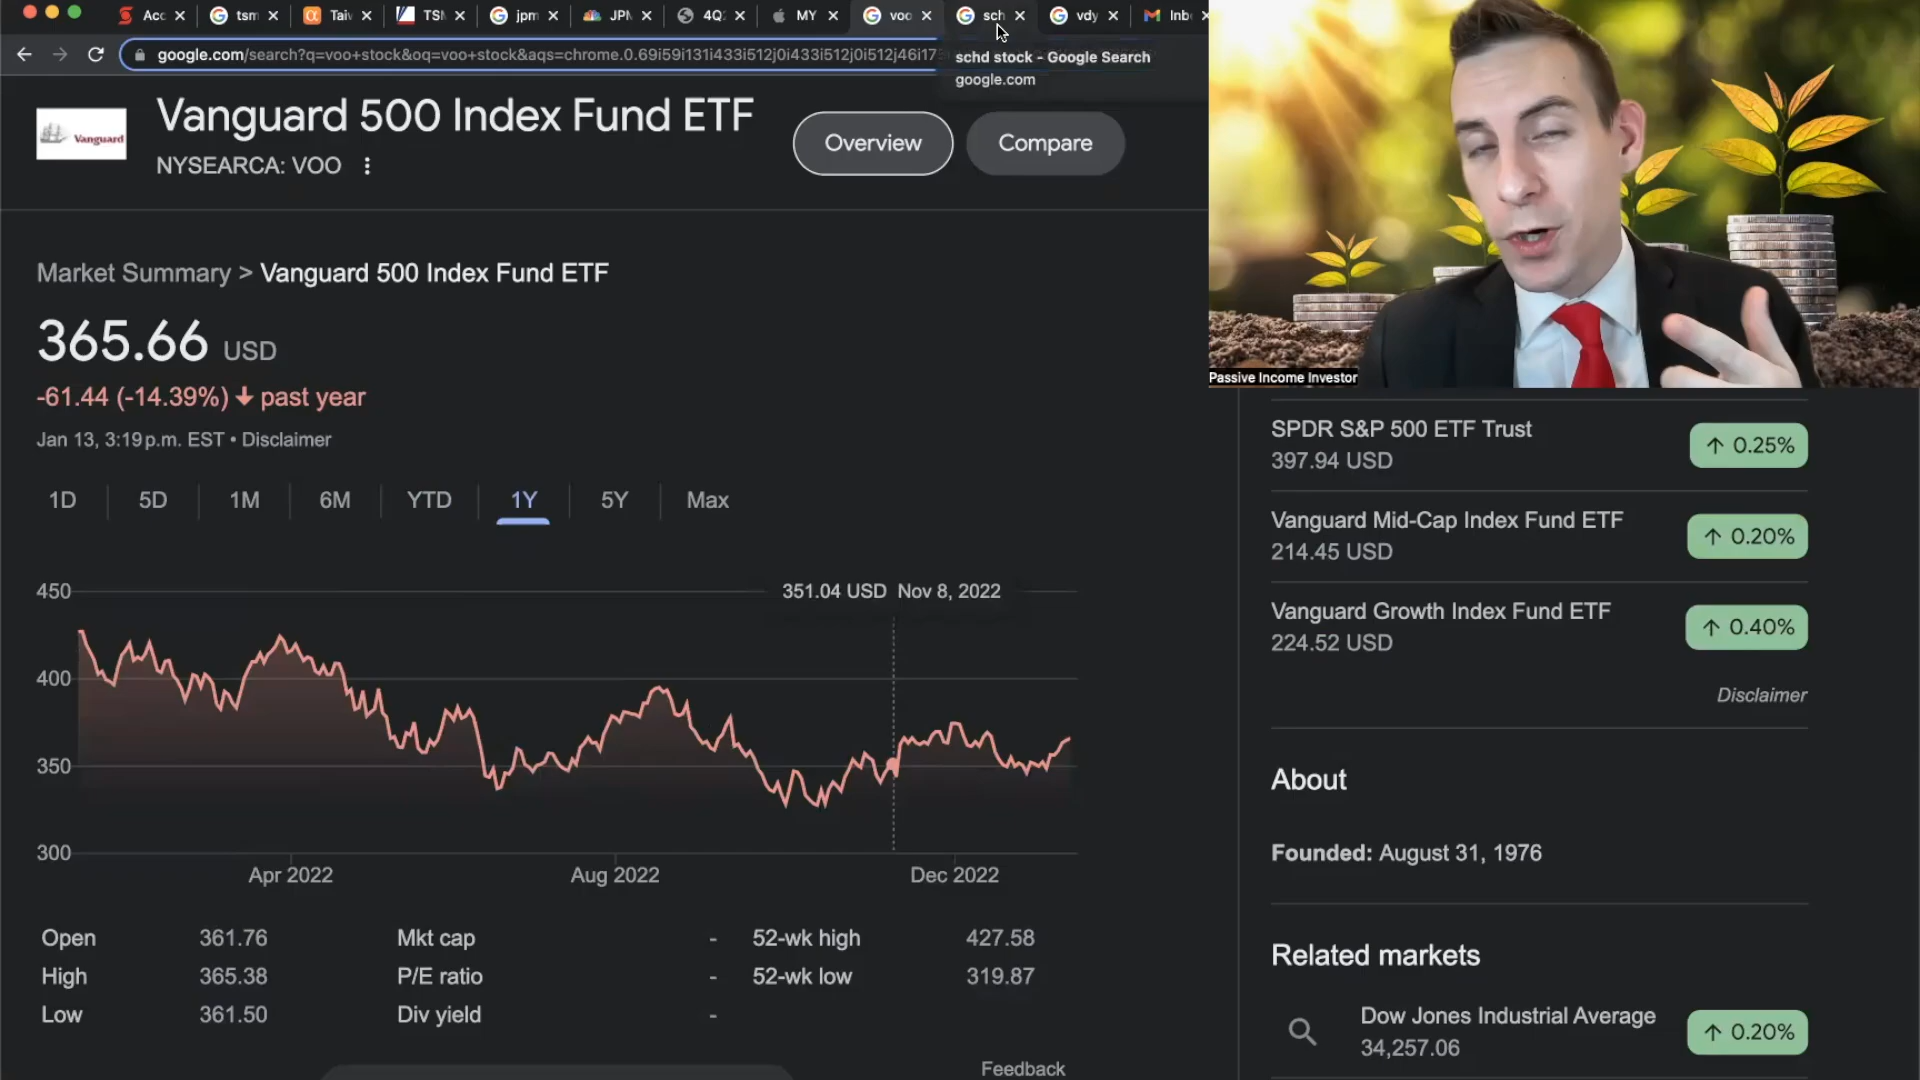 Acc
tsm
Taiv
TSM
jpm
JPM
4Q2
MY
voo
sch
vdy
Inb
google.com/search?q=voo+stock&oq=voo+stock&aqs=chrome.0.69i59i131i433i512j0i433i512j0i512j46i17
schd stock - Google Search
google.com
Vanguard
Vanguard 500 Index Fund ETF
NYSEARCA: VOO
Overview
Compare
Market Summary > Vanguard 500 Index Fund ETF
365.66 USD
-61.44 (-14.39%) ↓ past year
Jan 13, 3:19 p.m. EST • Disclaimer
1D 5D 1M 6M YTD 1Y 5Y Max
351.04 USD Nov 8, 2022
450
400
350
300
Apr 2022 Aug 2022 Dec 2022
Open 361.76 Mkt cap - 52-wk high 427.58
High 365.38 P/E ratio - 52-wk low 319.87
Low 361.50 Div yield -
Feedback
Passive Income Investor
SPDR S&P 500 ETF Trust
397.94 USD
↑ 0.25%
Vanguard Mid-Cap Index Fund ETF
214.45 USD
↑ 0.20%
Vanguard Growth Index Fund ETF
224.52 USD
↑ 0.40%
Disclaimer
About
Founded: August 31, 1976
Related markets
Dow Jones Industrial Average
34,257.06
↑ 0.20%